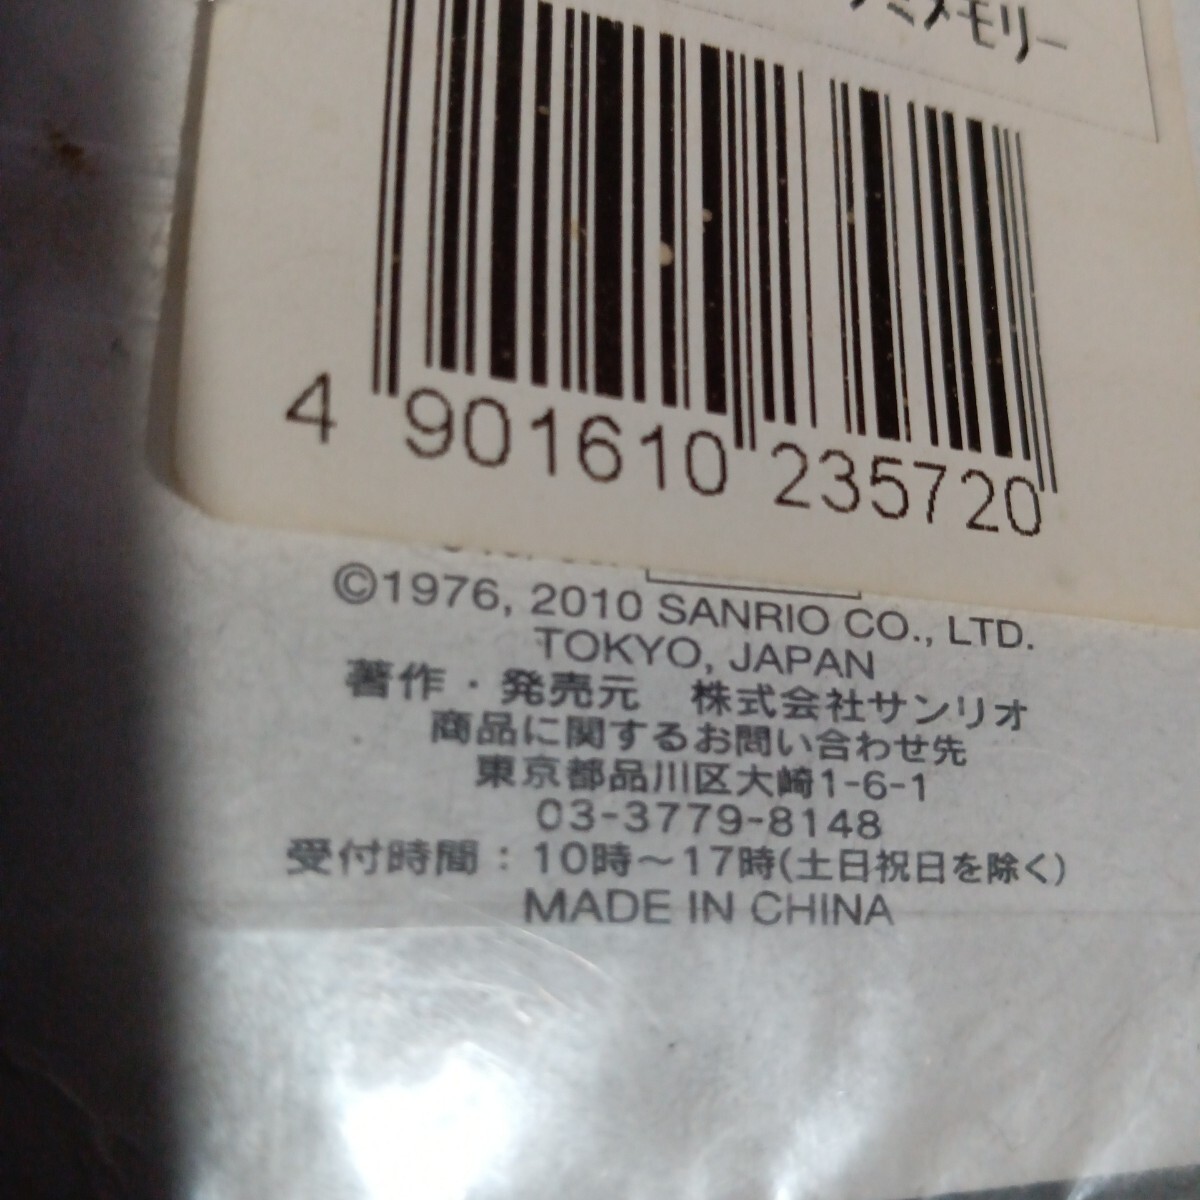 メモリー
4 901610 235720
©1976, 2010 SANRIO CO., LTD.
TOKYO, JAPAN
著作・発売元　株式会社サンリオ
商品に関するお問い合わせ先
東京都品川区大崎1-6-1
03-3779-8148
受付時間：10時～17時(土日祝日を除く)
MADE IN CHINA